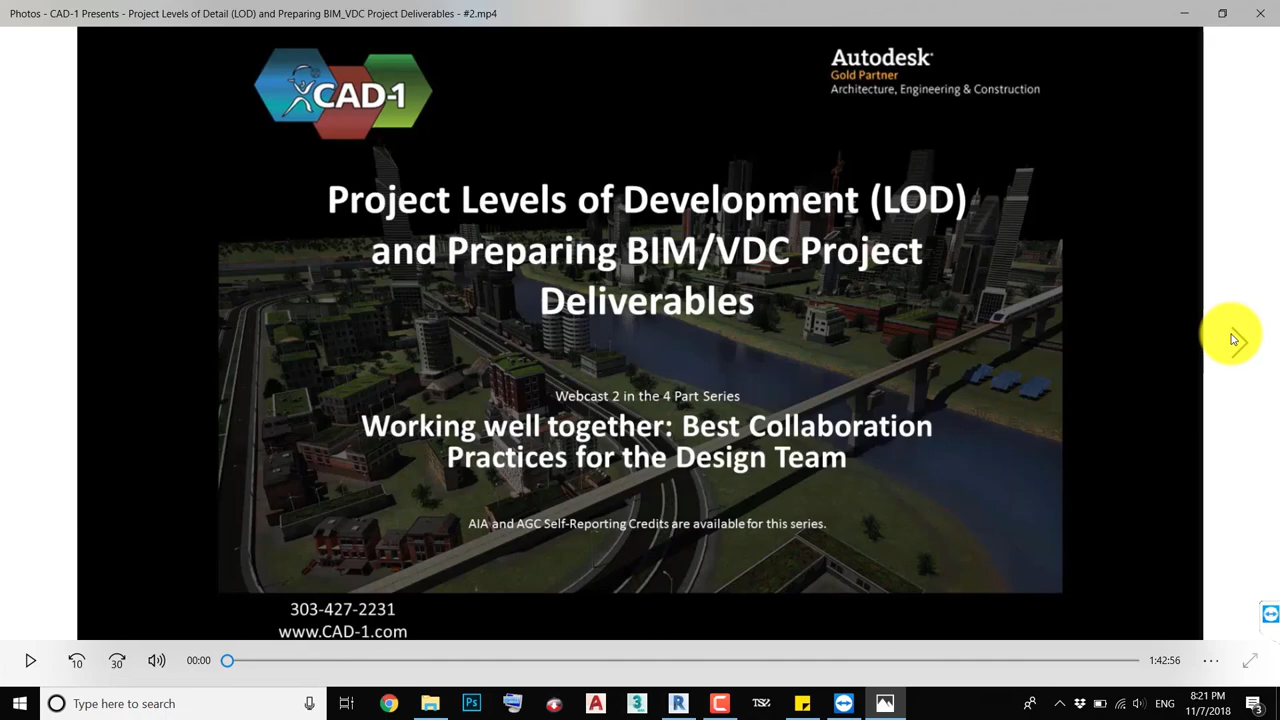 Photos - CAD-1 Presents - Project Levels of Detail (LOD) and Preparing BIM_VDC Project Deliverables - #2.mp4
CAD-1
Autodesk
Gold Partner
Architecture, Engineering & Construction
Project Levels of Development (LOD)
and Preparing BIM/VDC Project
Deliverables
Webcast 2 in the 4 Part Series
Working well together: Best Collaboration
Practices for the Design Team
AIA and AGC Self-Reporting Credits are available for this series.
303-427-2231
www.CAD-1.com
10
30
00:00
1:42:56
Type here to search
Ps
A
3
R
C
TSZ
ENG
8:21 PM
11/7/2018
3